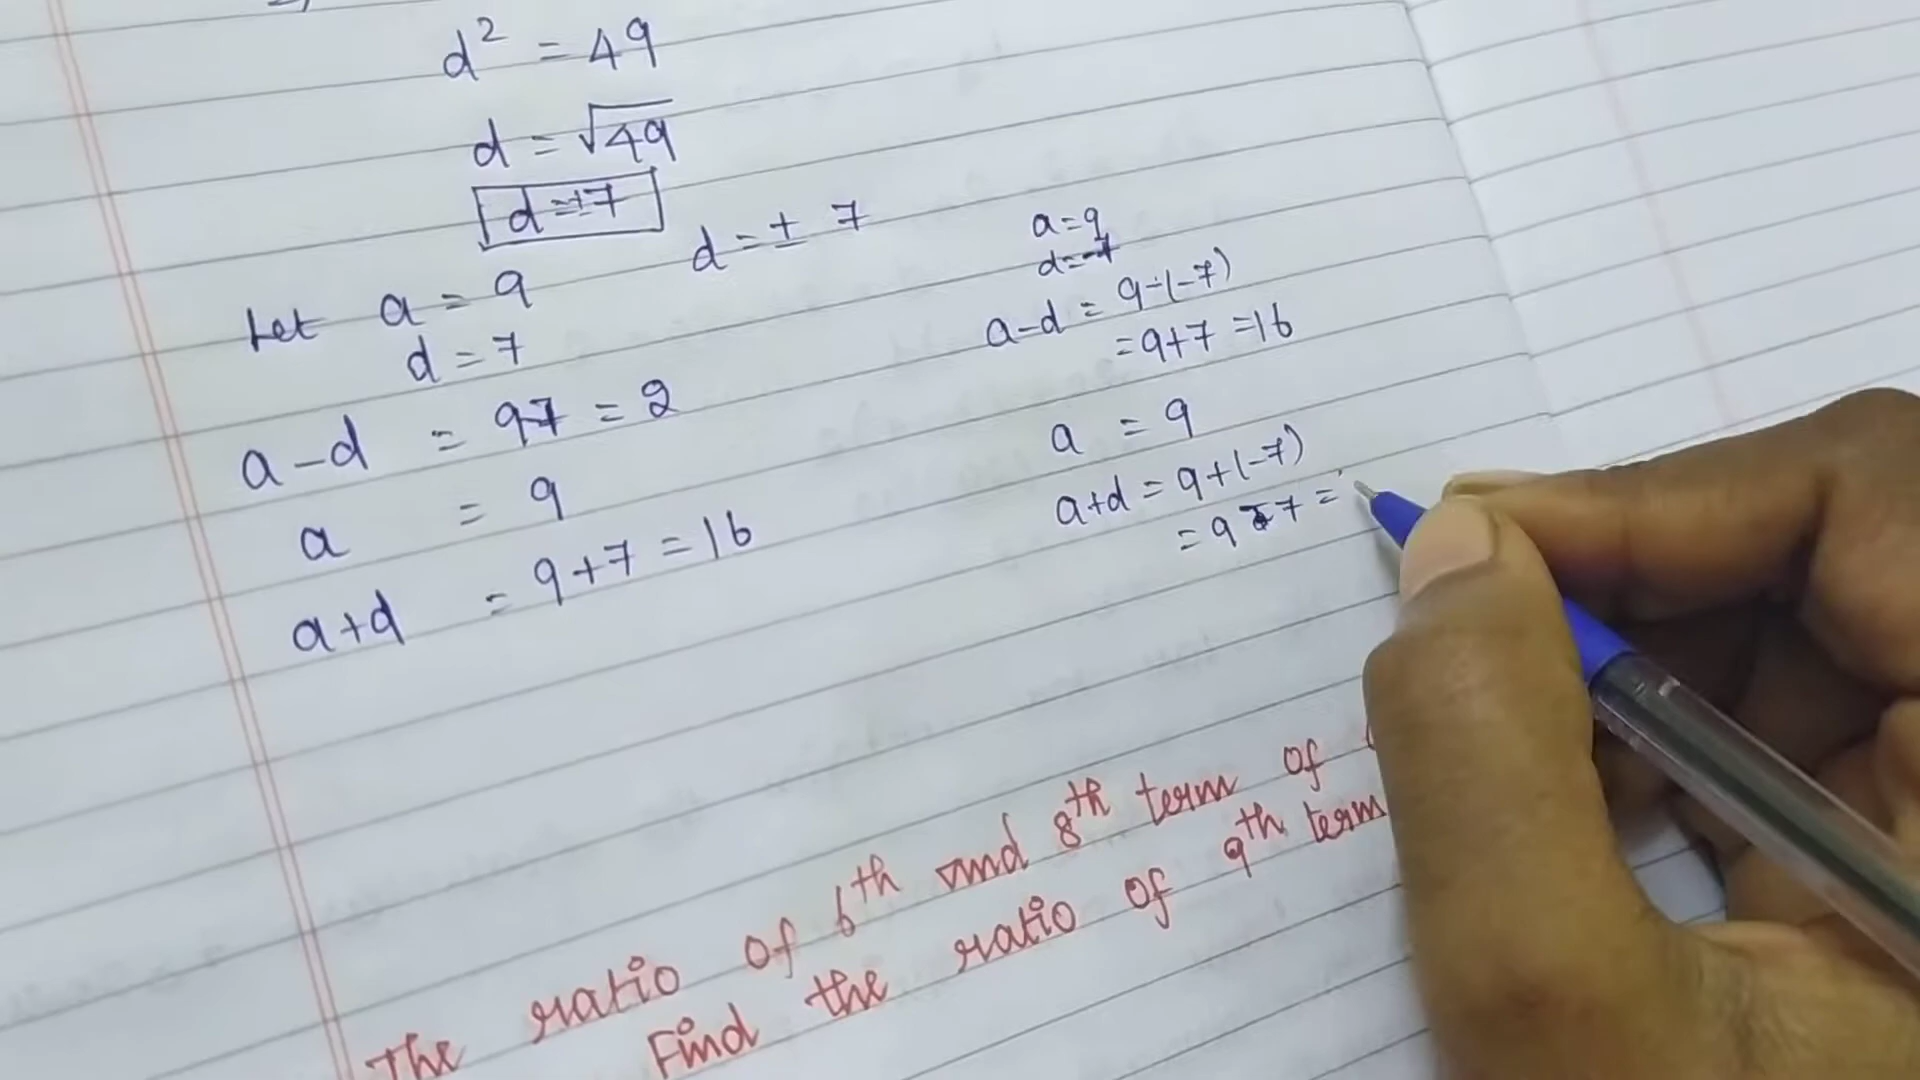 d² = 49
d = √49
d = ±7
d = ± 7
Let a = 9
d = 7
a-d = 9-7 = 2
a = 9
a+d = 9+7 = 16
a=9
d=-7
a-d = 9-(-7)
=9+7 =16
a = 9
a+d = 9+(-7)
= 9 - 7 =
The ratio of 6th and 8th term of
Find the ratio of 9th term